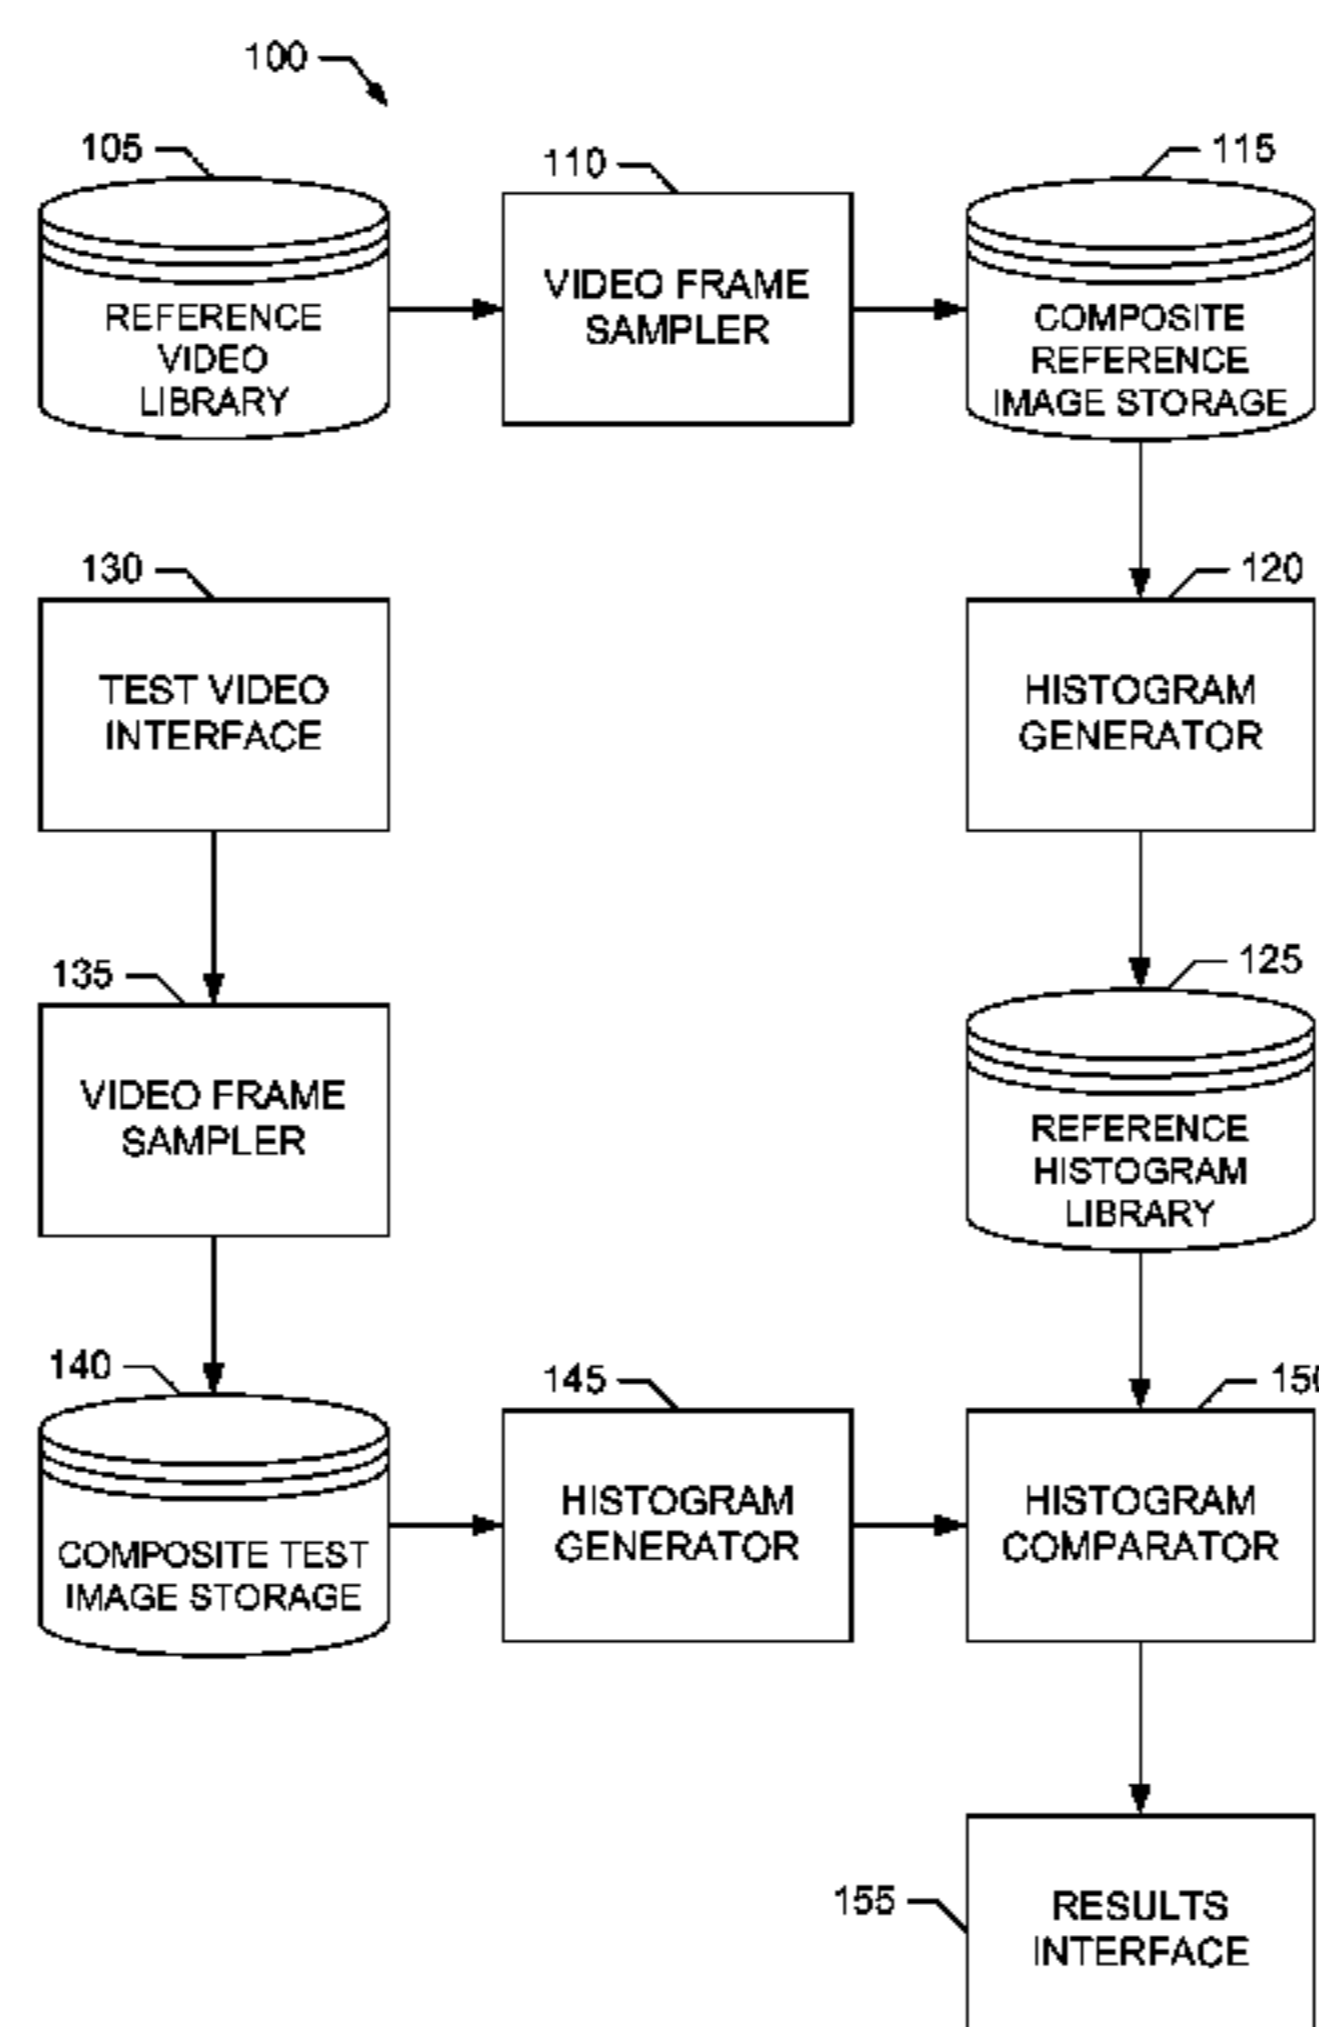 100
105
110
115
REFERENCE
VIDEO
LIBRARY
VIDEO FRAME
SAMPLER
COMPOSITE
REFERENCE
IMAGE STORAGE
130
120
TEST VIDEO
INTERFACE
HISTOGRAM
GENERATOR
135
125
VIDEO FRAME
SAMPLER
REFERENCE
HISTOGRAM
LIBRARY
140
145
150
COMPOSITE TEST
IMAGE STORAGE
HISTOGRAM
GENERATOR
HISTOGRAM
COMPARATOR
155
RESULTS
INTERFACE